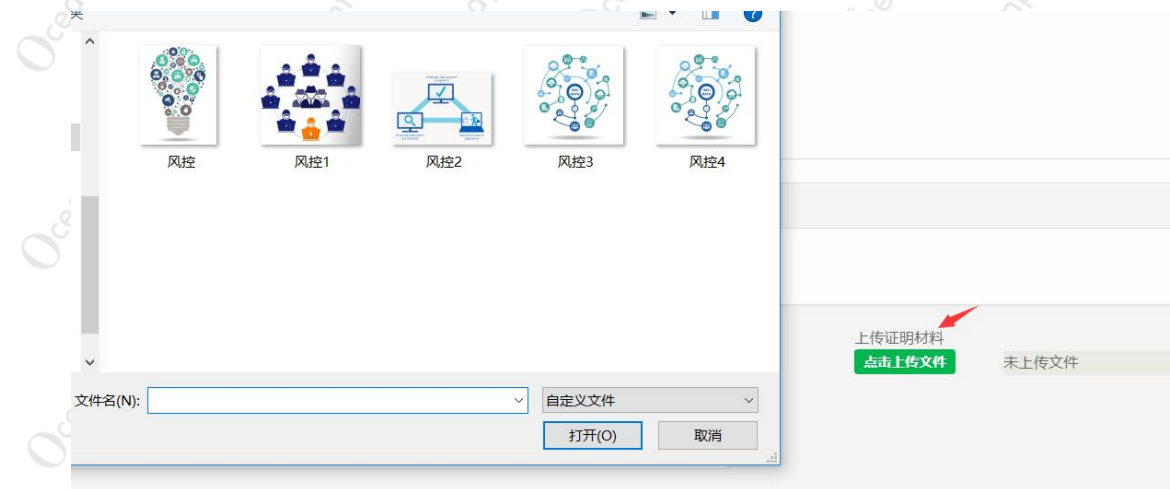 风控
风控1
风控2
风控3
风控4
文件名(N):
自定义文件
打开(O)
取消
上传证明材料
点击上传文件
未上传文件